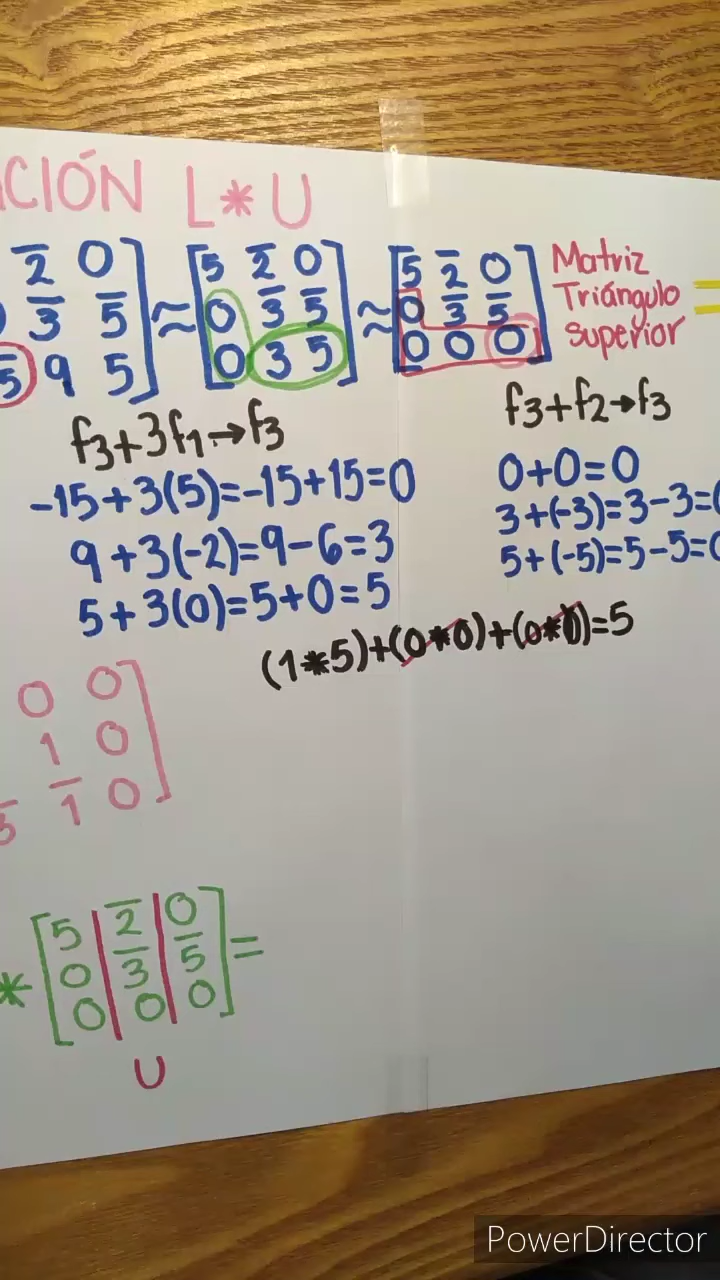 CIÓN L*U
2̅ 0
3̅ 5̅
5 9 5
≈
5 2̅ 0
0 3̅ 5̅
0 3 5
≈
5 2̅ 0
0 3̅ 5̅
0 0 0
Matriz
Triángulo
superior
=
f3+3f1→f3
-15+3(5)=-15+15=0
9+3(-2)=9-6=3
5+3(0)=5+0=5
f3+f2→f3
0+0=0
3+(-3)=3-3=0
5+(-5)=5-5=0
(1*5)+(0*0)+(0*0)=5
0 0
1 0
1̅ 0
*
5 2̅ 0
0 3̅ 5̅
0 0 0
=
U
PowerDirector